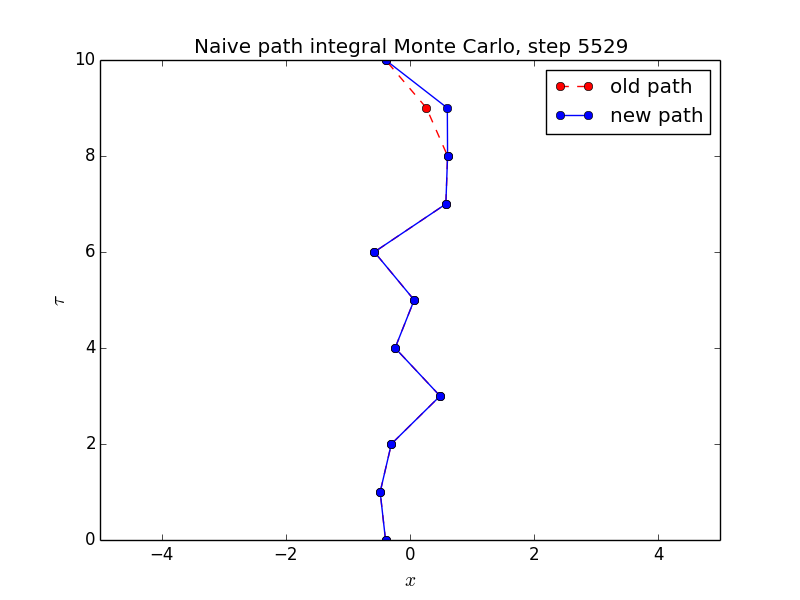 Naive path integral Monte Carlo, step 5529
10
8
6
4
2
0
τ
old path
new path
−4 −2 0 2 4
x